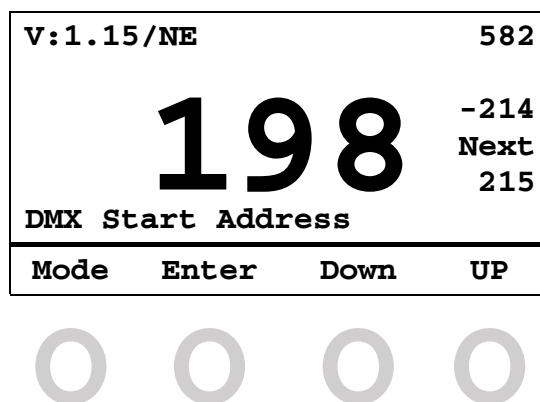 V:1.15/NE 582
198
-214
Next
215
DMX Start Address
Mode Enter Down UP